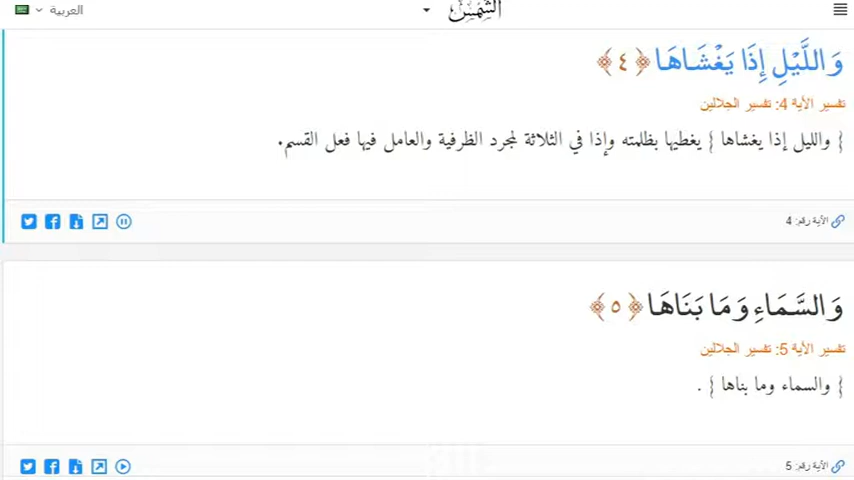 العربية
الشمس
وَاللَّيْلِ إِذَا يَغْشَاهَا ﴿٤﴾
تفسير الآية 4: تفسير الجلالين
{ والليل إذا يغشاها } يغطيها بظلمته وإذا في الثلاثة لمجرد الظرفية والعامل فيها فعل القسم.
الآية رقم: 4
وَالسَّمَاءِ وَمَا بَنَاهَا ﴿٥﴾
تفسير الآية 5: تفسير الجلالين
{ والسماء وما بناها } .
الآية رقم: 5